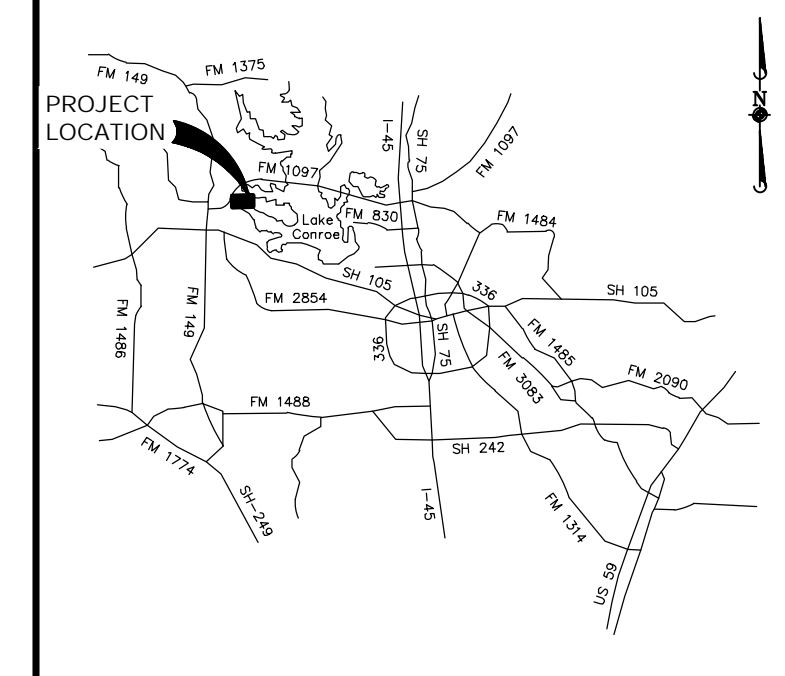 FM 149
FM 1375
PROJECT
LOCATION
N
I-45
SH 75
FM 1097
FM 1097
FM 830
FM 1484
Lake
Conroe
SH 105
336
SH 105
FM 2854
FM 1486
FM 149
336
SH 75
FM 1485
FM 3083
FM 2090
FM 1488
FM 1774
SH 242
SH-249
I-45
FM 1314
US 59